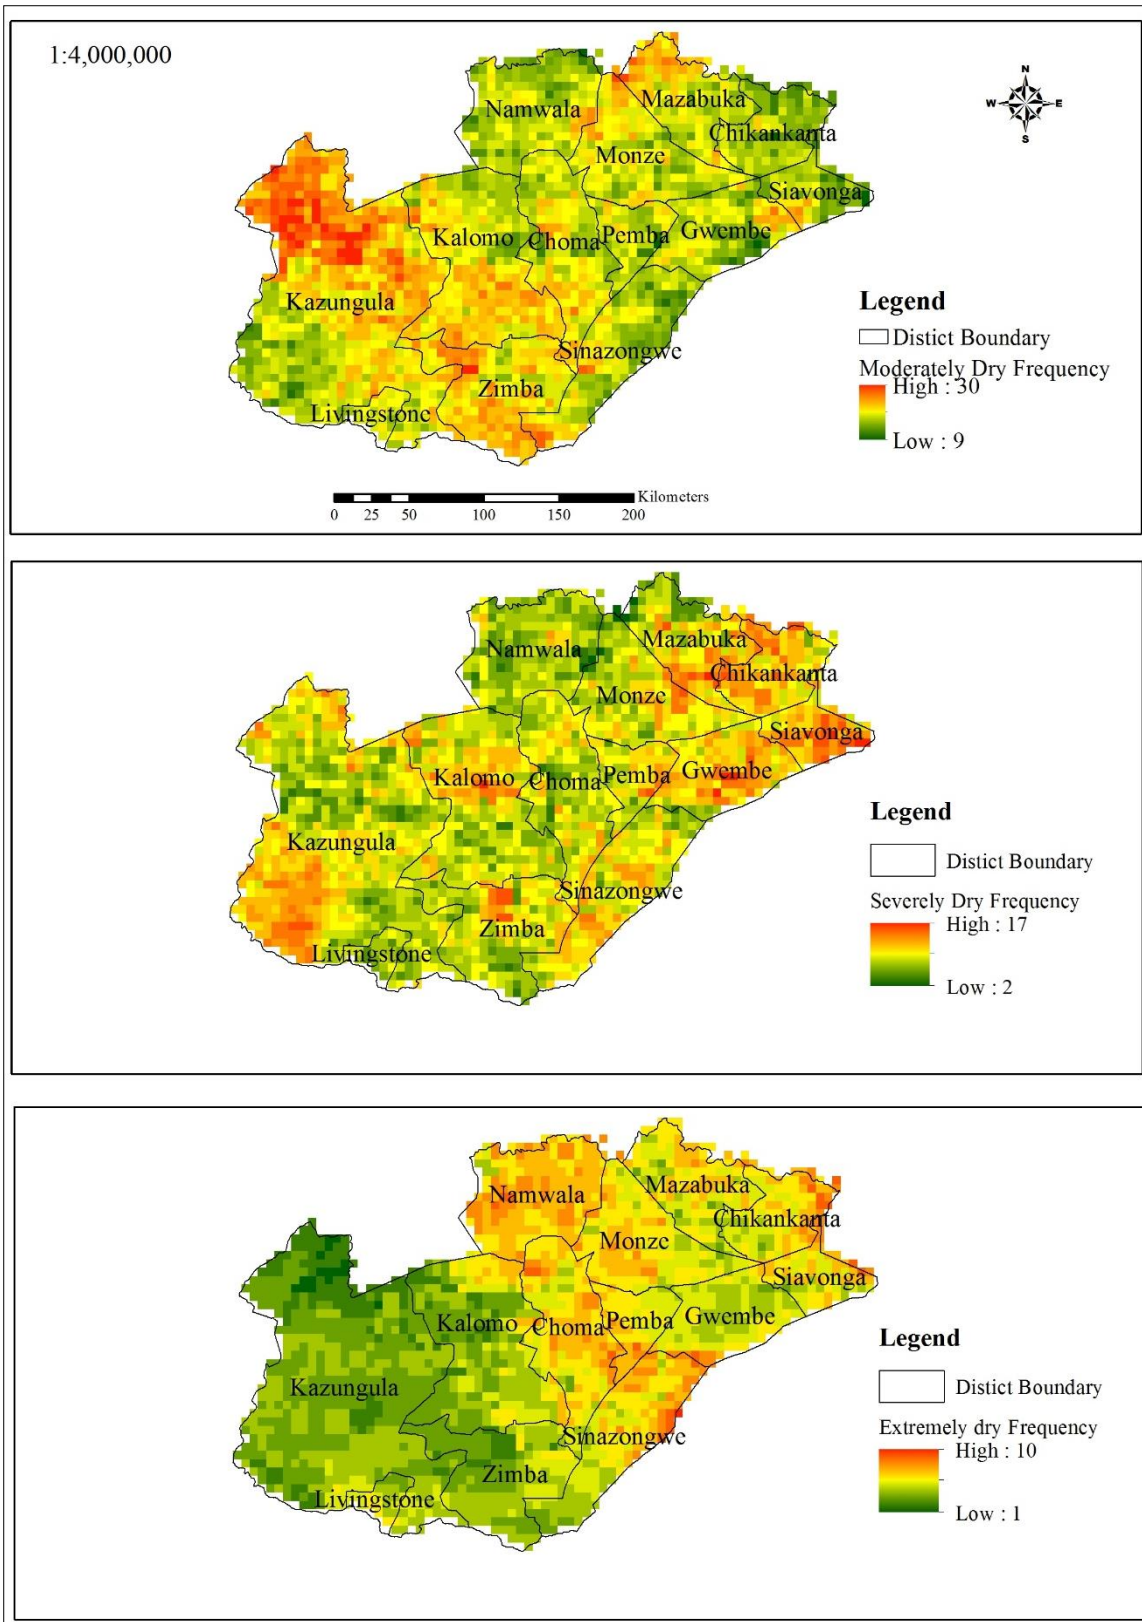 1:4,000,000
N
W E
S
Namwala
Mazabuka
Chikankanta
Monze
Siavonga
Kalomo
Choma
Pemba
Gwembe
Kazungula
Sinazongwe
Zimba
Livingstone
Legend
Distict Boundary
Moderately Dry Frequency
High : 30
Low : 9
Kilometers
0 25 50 100 150 200
Namwala
Mazabuka
Chikankanta
Monze
Siavonga
Kalomo
Choma
Pemba
Gwembe
Kazungula
Sinazongwe
Zimba
Livingstone
Legend
Distict Boundary
Severely Dry Frequency
High : 17
Low : 2
Namwala
Mazabuka
Chikankanta
Monze
Siavonga
Kalomo
Choma
Pemba
Gwembe
Kazungula
Sinazongwe
Zimba
Livingstone
Legend
Distict Boundary
Extremely dry Frequency
High : 10
Low : 1